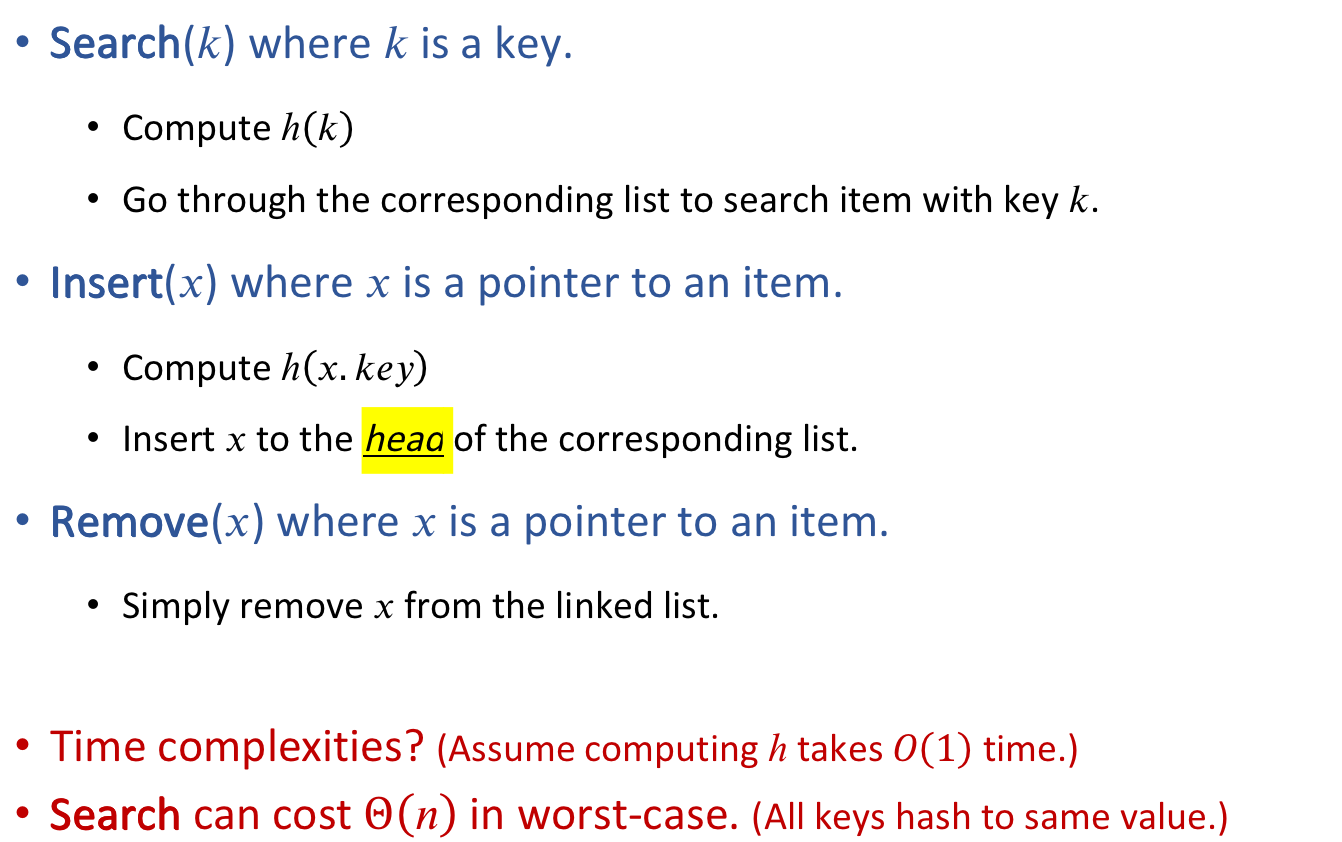 • Search(k) where k is a key.
• Compute h(k)
• Go through the corresponding list to search item with key k.
• Insert(x) where x is a pointer to an item.
• Compute h(x.key)
• Insert x to the head of the corresponding list.
• Remove(x) where x is a pointer to an item.
• Simply remove x from the linked list.
• Time complexities? (Assume computing h takes O(1) time.)
• Search can cost Θ(n) in worst-case. (All keys hash to same value.)